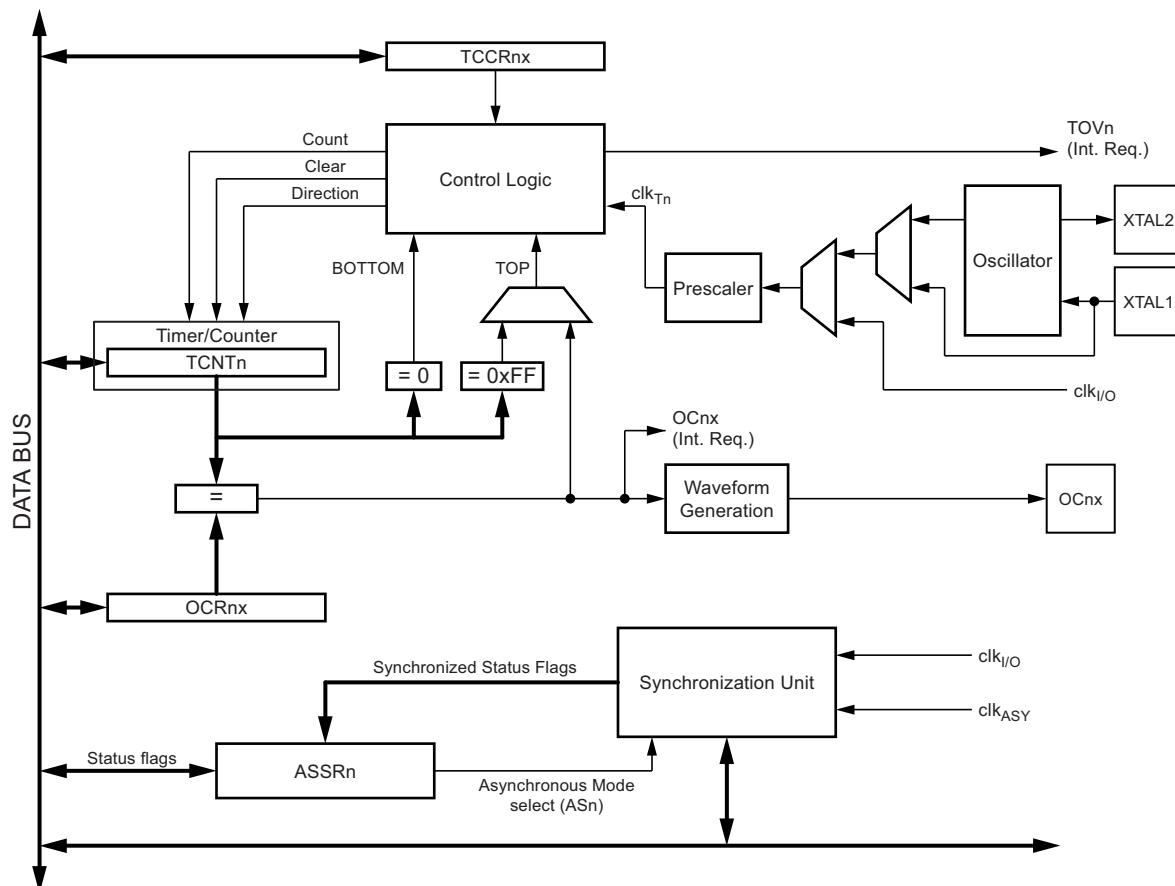 TCCRnx
Count
Clear
Direction
Control Logic
TOVn
(Int. Req.)
clkTn
XTAL2
Oscillator
XTAL1
BOTTOM
TOP
Prescaler
Timer/Counter
TCNTn
= 0
= 0xFF
clkI/O
OCnx
(Int. Req.)
DATA BUS
=
Waveform
Generation
OCnx
OCRnx
Synchronized Status Flags
Synchronization Unit
clkI/O
clkASY
Status flags
ASSRn
Asynchronous Mode
select (ASn)